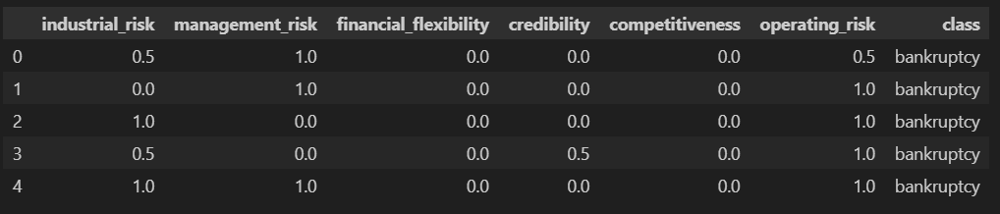 industrial_risk management_risk financial_flexibility credibility competitiveness operating_risk class
0 0.5 1.0 0.0 0.0 0.0 0.5 bankruptcy
1 0.0 1.0 0.0 0.0 0.0 1.0 bankruptcy
2 1.0 0.0 0.0 0.0 0.0 1.0 bankruptcy
3 0.5 0.0 0.0 0.5 0.0 1.0 bankruptcy
4 1.0 1.0 0.0 0.0 0.0 1.0 bankruptcy